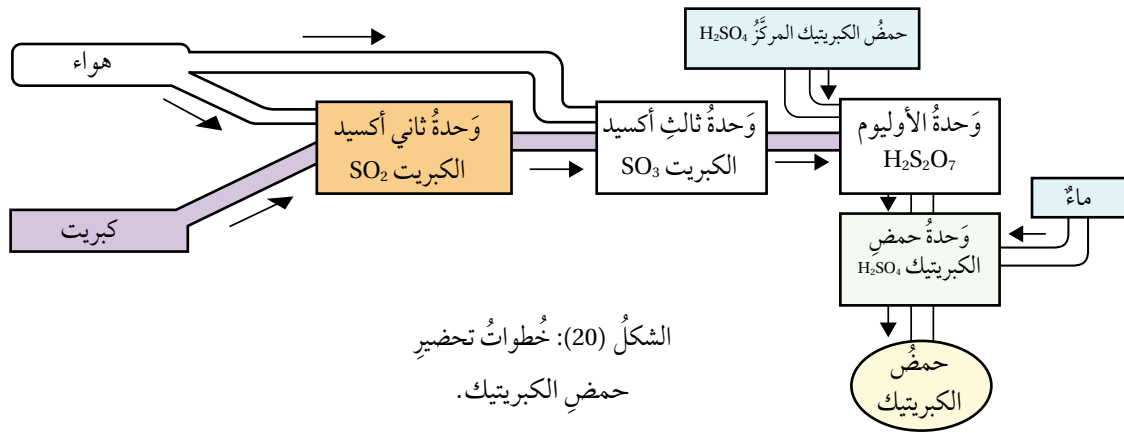 حمضُ الكبريتيك المركَّزُ H₂SO₄
هواء
وَحدةُ ثاني أكسيد
الكبريت SO₂
وَحدةُ ثالثِ أكسيد
الكبريت SO₃
وَحدةُ الأوليوم
H₂S₂O₇
ماءٌ
كبريت
وَحدةُ حمضِ
الكبريتيك H₂SO₄
حمضُ
الكبريتيك
الشكلُ (20): خُطواتُ تحضيرِ
حمضِ الكبريتيك.